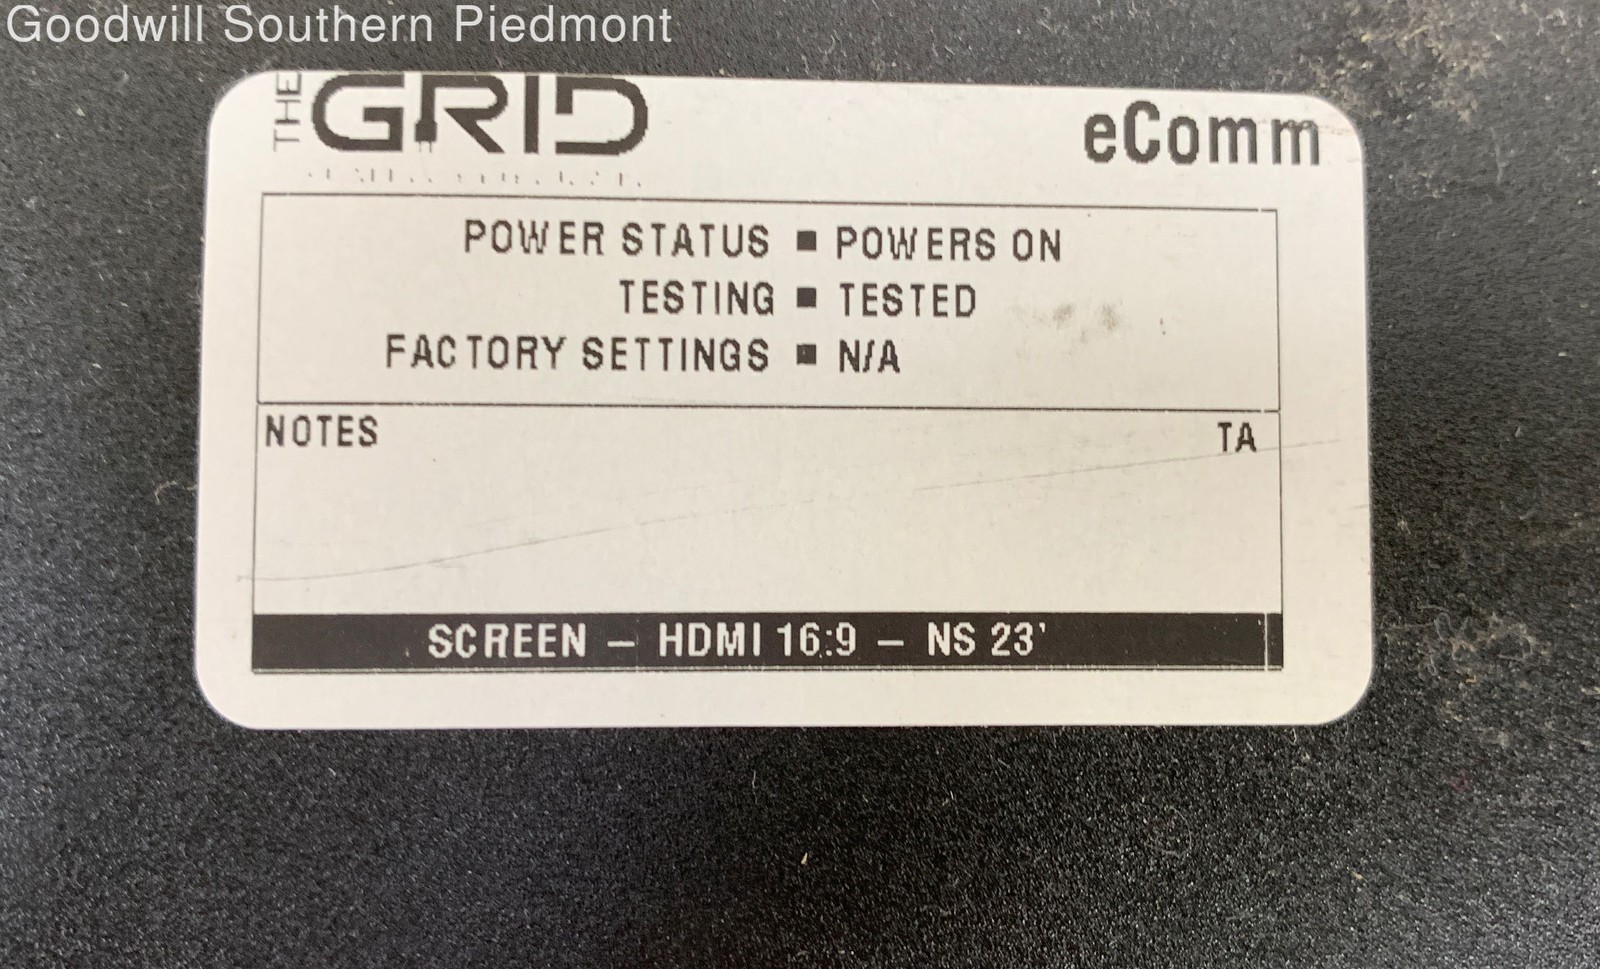 Goodwill Southern Piedmont
THE GRID
eComm
POWER STATUS ▪ POWERS ON
TESTING ▪ TESTED
FACTORY SETTINGS ▪ N/A
NOTES
TA
SCREEN – HDMI 16:9 – NS 23'